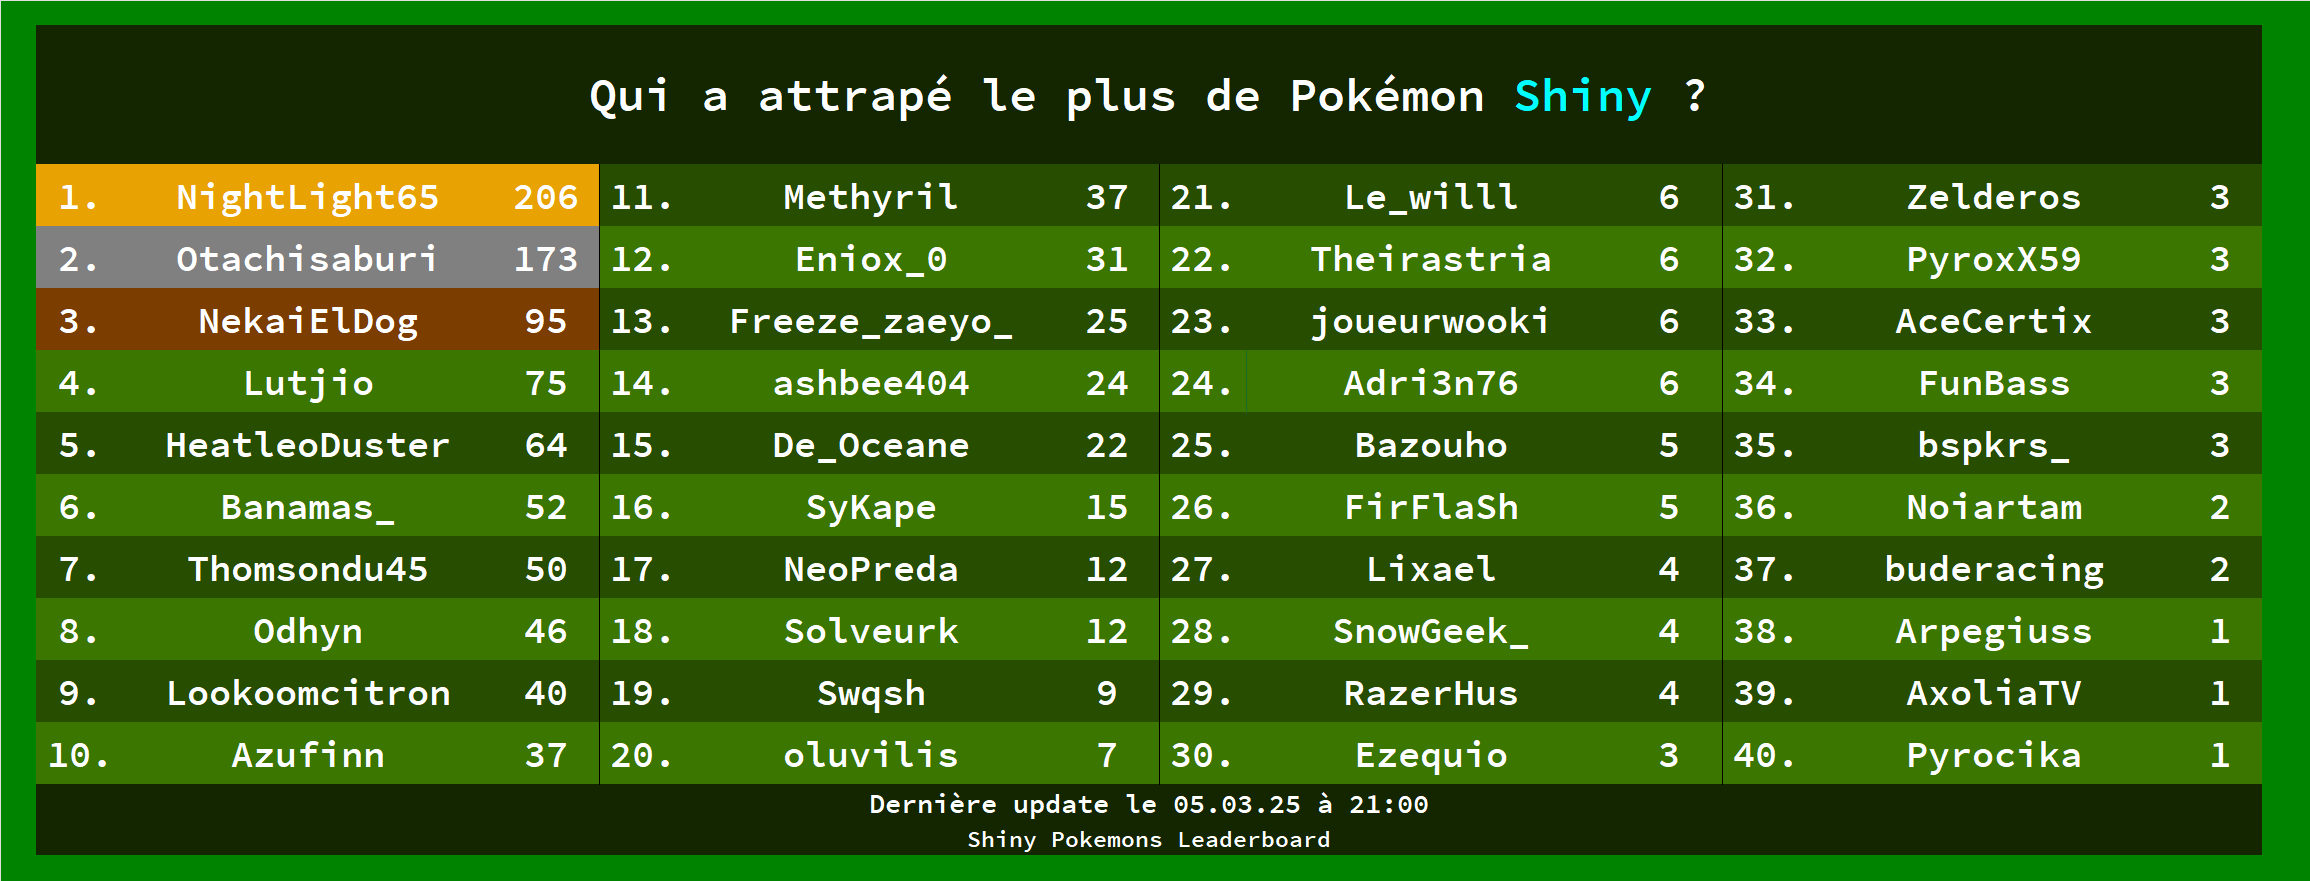 Qui a attrapé le plus de Pokémon Shiny ?
1. NightLight65 206 11. Methyril 37 21. Le_willl 6 31. Zelderos 3
2. Otachisaburi 173 12. Eniox_0 31 22. Theirastria 6 32. PyroxX59 3
3. NekaiElDog 95 13. Freeze_zaeyo_ 25 23. joueurwooki 6 33. AceCertix 3
4. Lutjio 75 14. ashbee404 24 24. Adri3n76 6 34. FunBass 3
5. HeatleoDuster 64 15. De_Oceane 22 25. Bazouho 5 35. bspkrs_ 3
6. Banamas_ 52 16. SyKape 15 26. FirFlaSh 5 36. Noiartam 2
7. Thomsondu45 50 17. NeoPreda 12 27. Lixael 4 37. buderacing 2
8. Odhyn 46 18. Solveurk 12 28. SnowGeek_ 4 38. Arpegiuss 1
9. Lookoomcitron 40 19. Swqsh 9 29. RazerHus 4 39. AxoliaTV 1
10. Azufinn 37 20. oluvilis 7 30. Ezequio 3 40. Pyrocika 1
Dernière update le 05.03.25 à 21:00
Shiny Pokemons Leaderboard